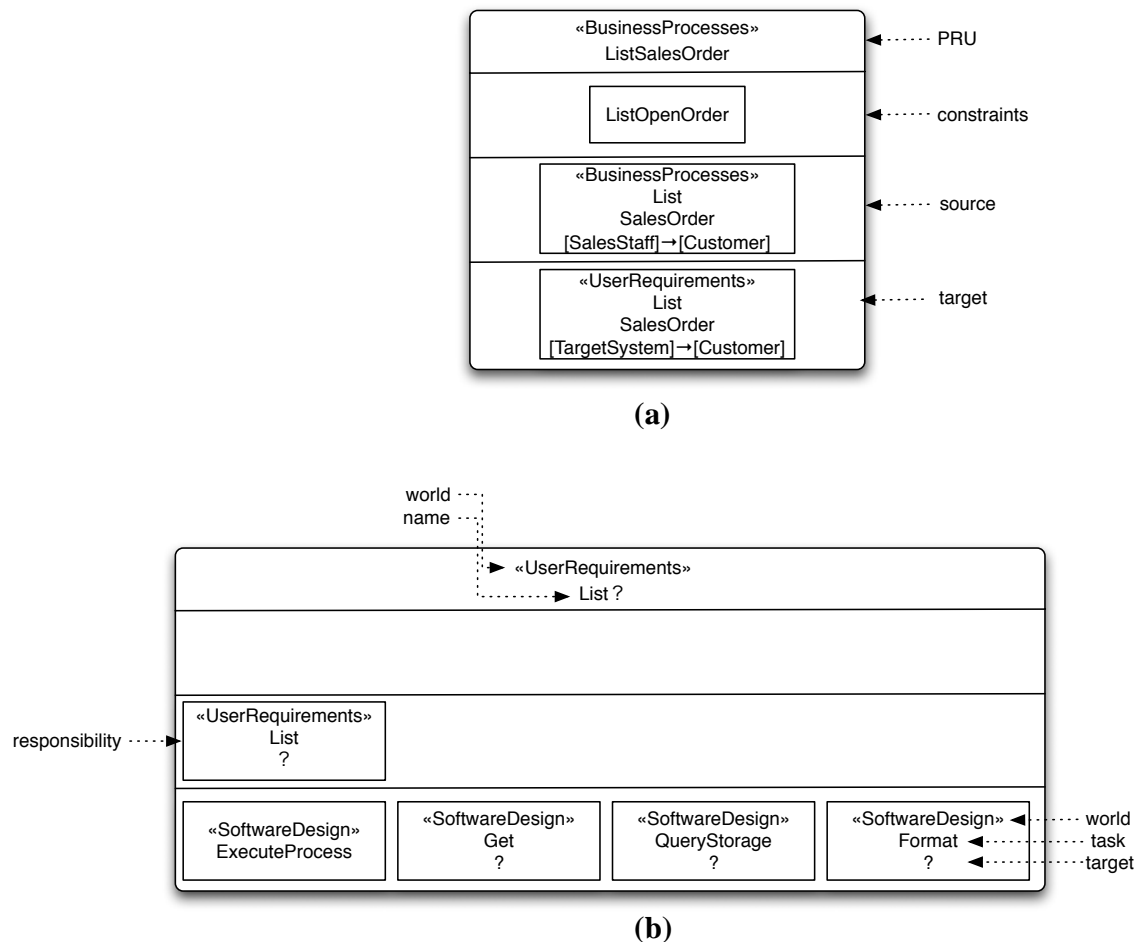 «BusinessProcesses»
ListSalesOrder
PRU
ListOpenOrder
constraints
«BusinessProcesses»
List
SalesOrder
[SalesStaff]→[Customer]
source
«UserRequirements»
List
SalesOrder
[TargetSystem]→[Customer]
target
(a)
world
name
«UserRequirements»
List ?
responsibility
«UserRequirements»
List
?
«SoftwareDesign»
ExecuteProcess
«SoftwareDesign»
Get
?
«SoftwareDesign»
QueryStorage
?
«SoftwareDesign»
Format
?
world
task
target
(b)